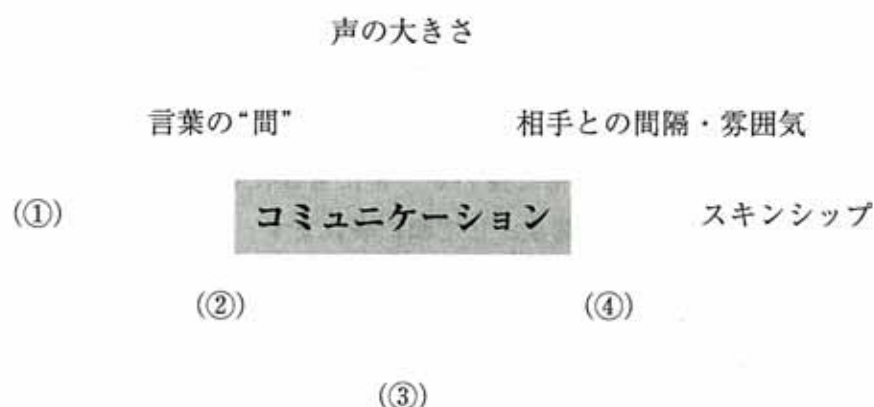 声の大きさ
言葉の“間” 相手との間隔・雰囲気
(①) コミュニケーション スキンシップ
(②) (④)
(③)